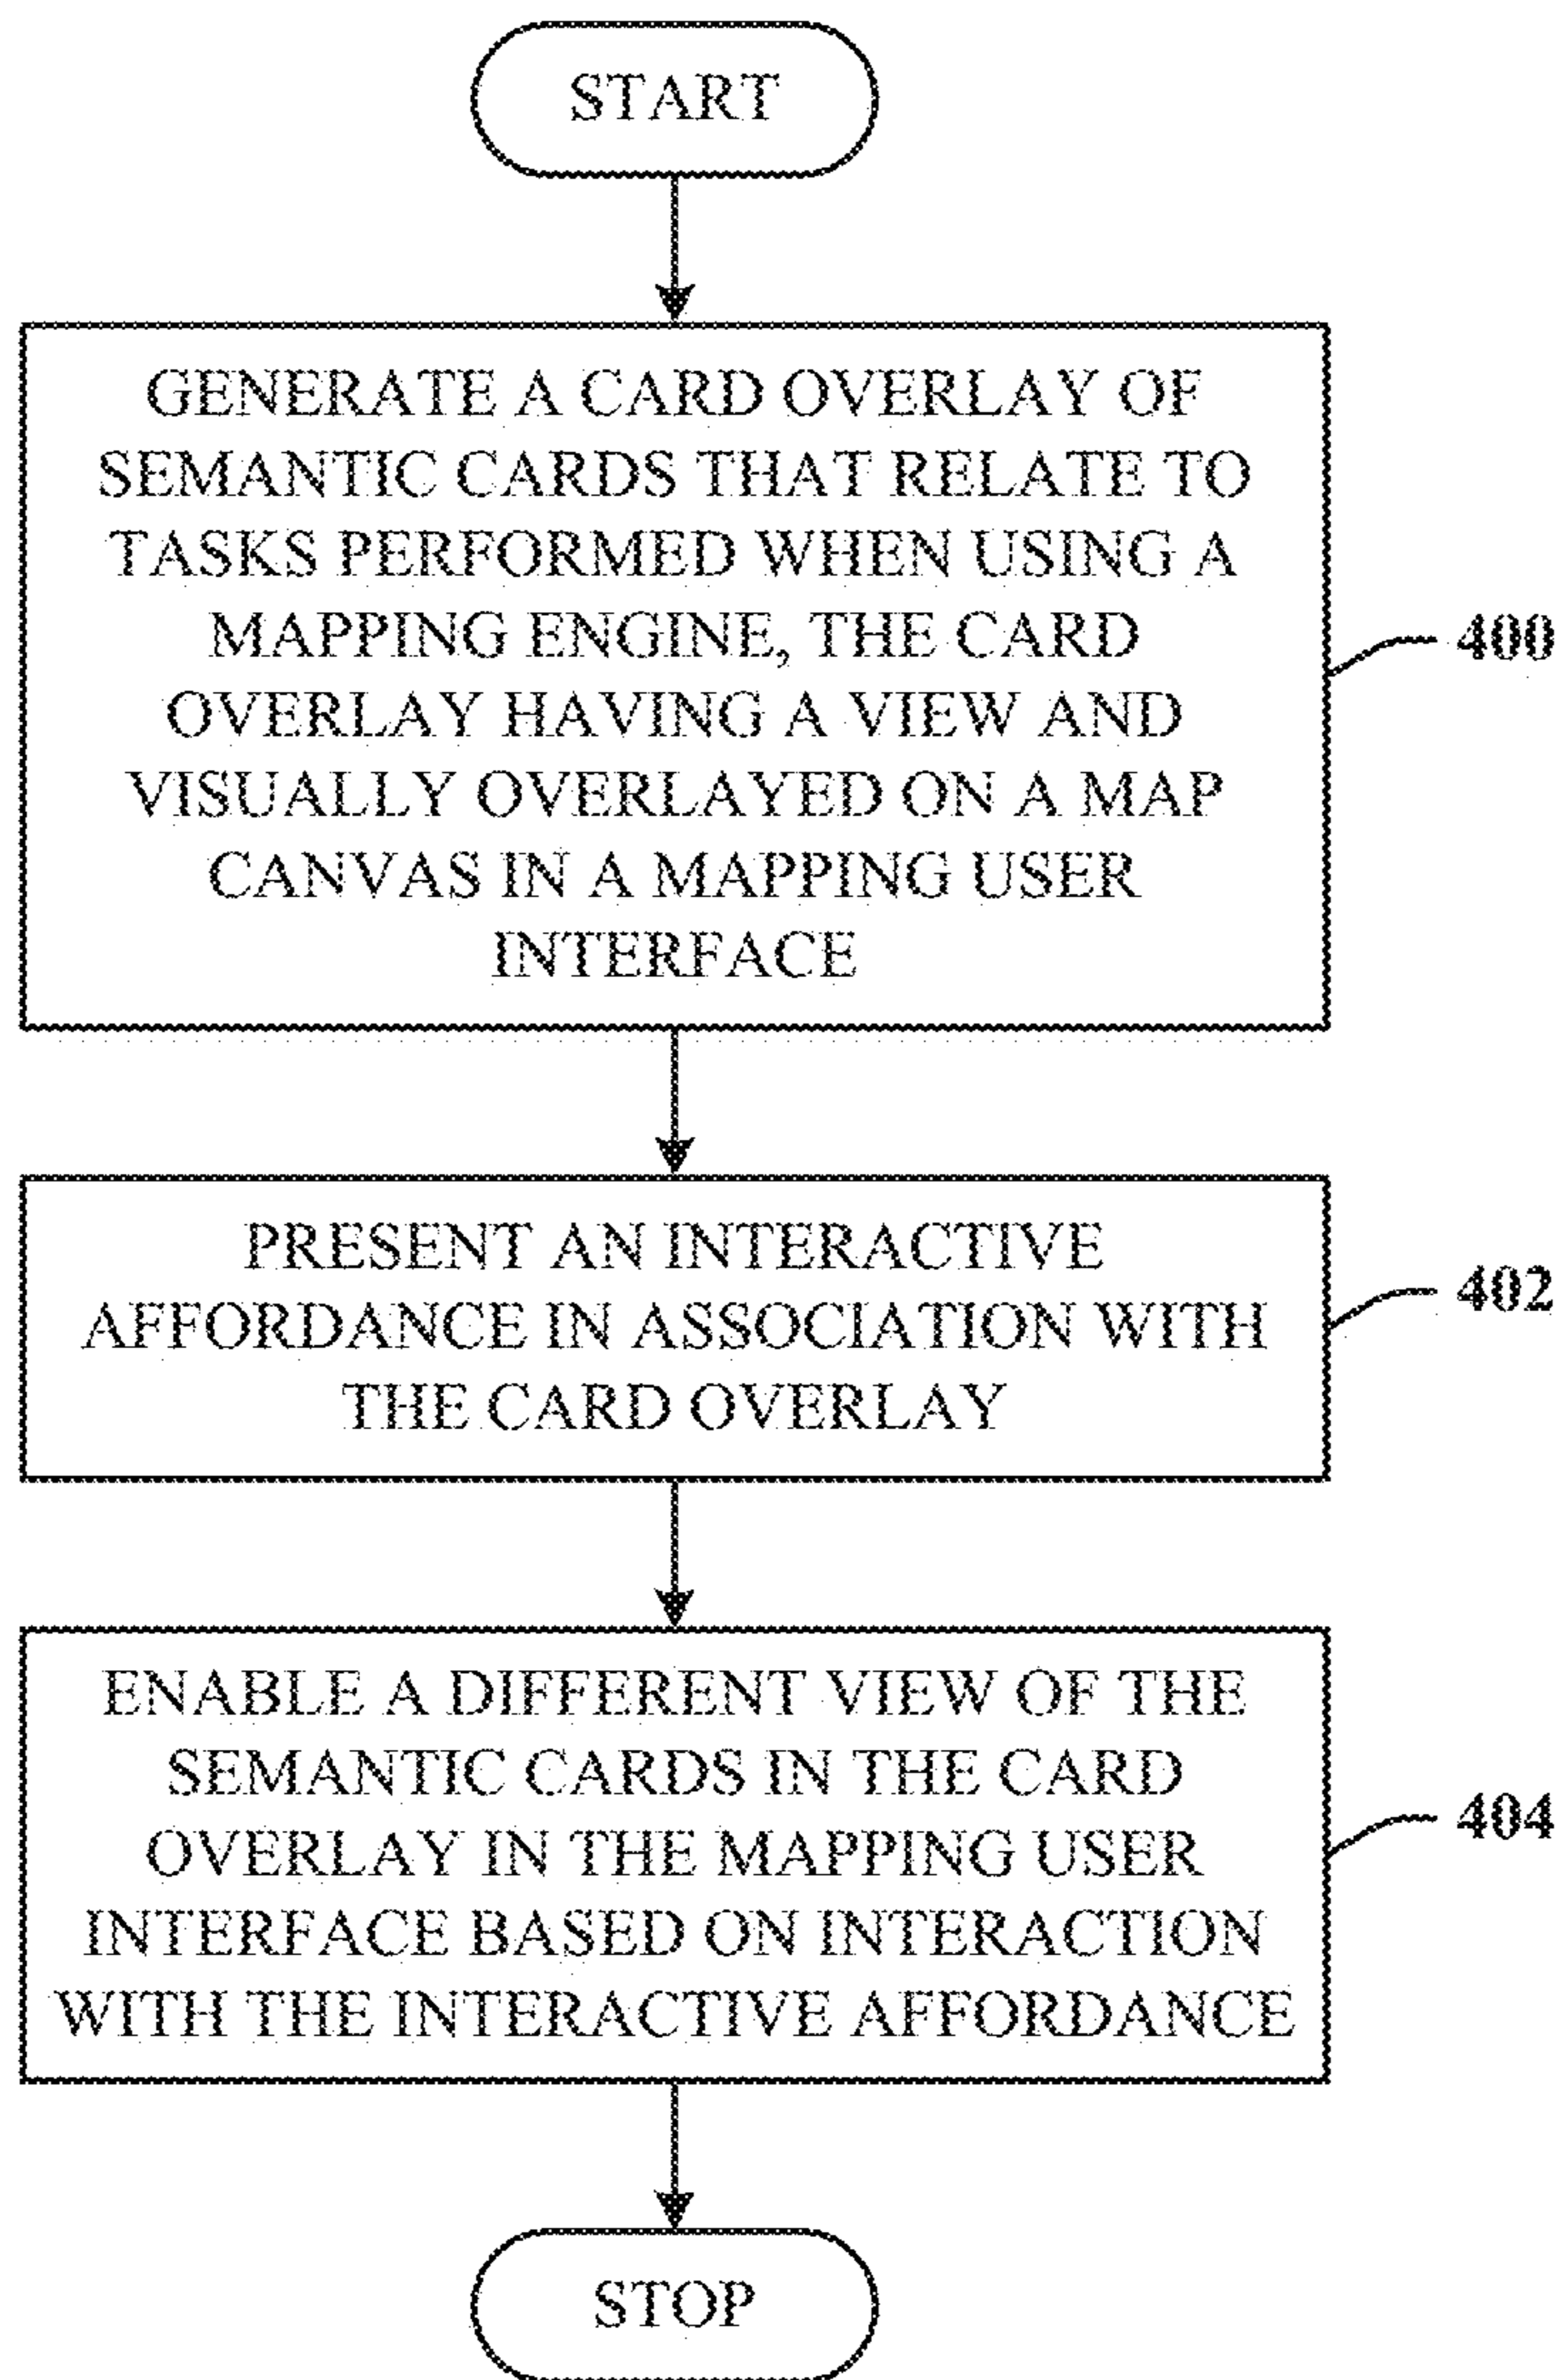 START
GENERATE A CARD OVERLAY OF
SEMANTIC CARDS THAT RELATE TO
TASKS PERFORMED WHEN USING A
MAPPING ENGINE, THE CARD
OVERLAY HAVING A VIEW AND
VISUALLY OVERLAYED ON A MAP
CANVAS IN A MAPPING USER
INTERFACE
400
PRESENT AN INTERACTIVE
AFFORDANCE IN ASSOCIATION WITH
THE CARD OVERLAY
402
ENABLE A DIFFERENT VIEW OF THE
SEMANTIC CARDS IN THE CARD
OVERLAY IN THE MAPPING USER
INTERFACE BASED ON INTERACTION
WITH THE INTERACTIVE AFFORDANCE
404
STOP